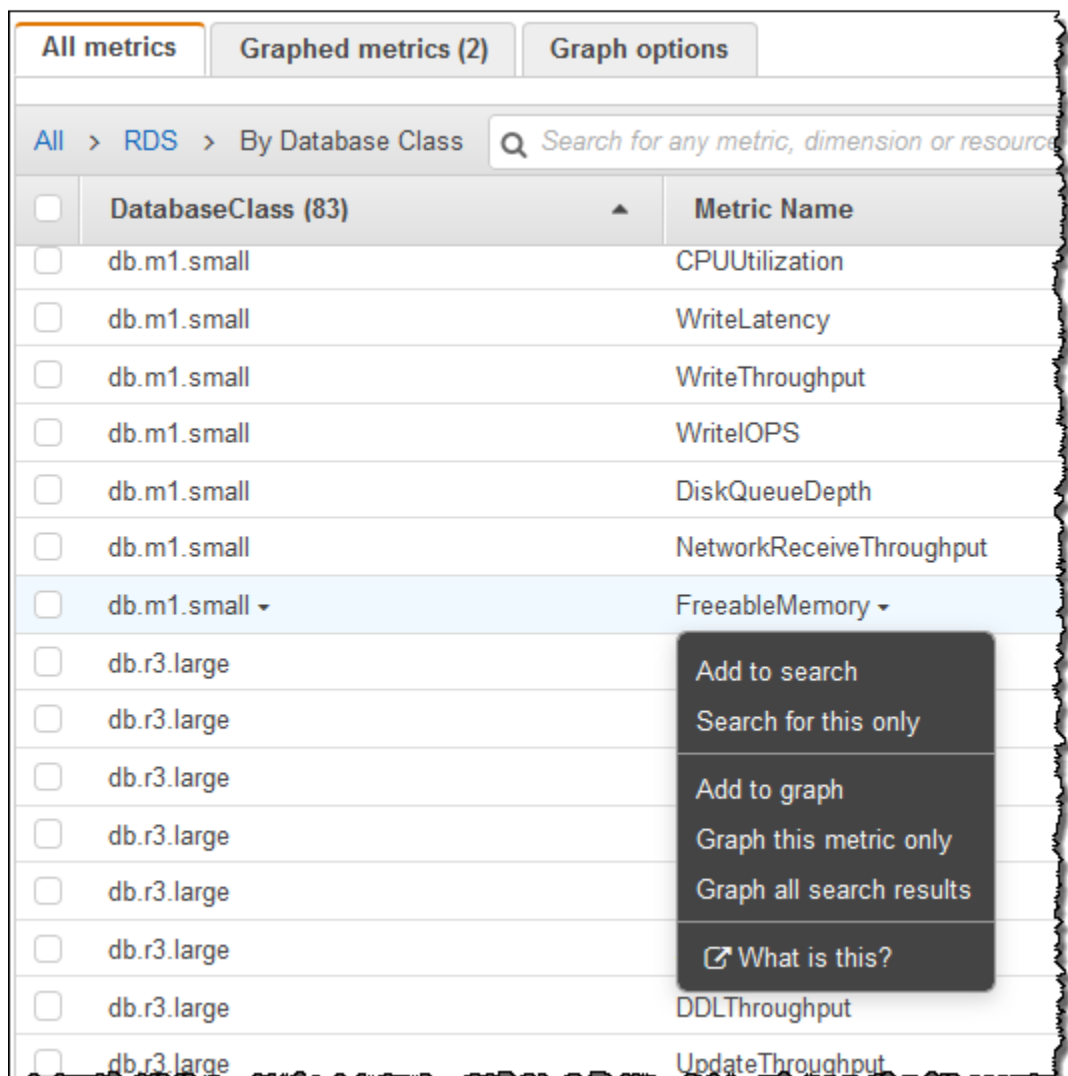 All metrics Graphed metrics (2) Graph options
All > RDS > By Database Class Search for any metric, dimension or resource
DatabaseClass (83) Metric Name
db.m1.small CPUUtilization
db.m1.small WriteLatency
db.m1.small WriteThroughput
db.m1.small WriteIOPS
db.m1.small DiskQueueDepth
db.m1.small NetworkReceiveThroughput
db.m1.small FreeableMemory
db.r3.large Add to search
db.r3.large Search for this only
db.r3.large Add to graph
db.r3.large Graph this metric only
db.r3.large Graph all search results
db.r3.large What is this?
db.r3.large DDLThroughput
db.r3.large UpdateThroughput